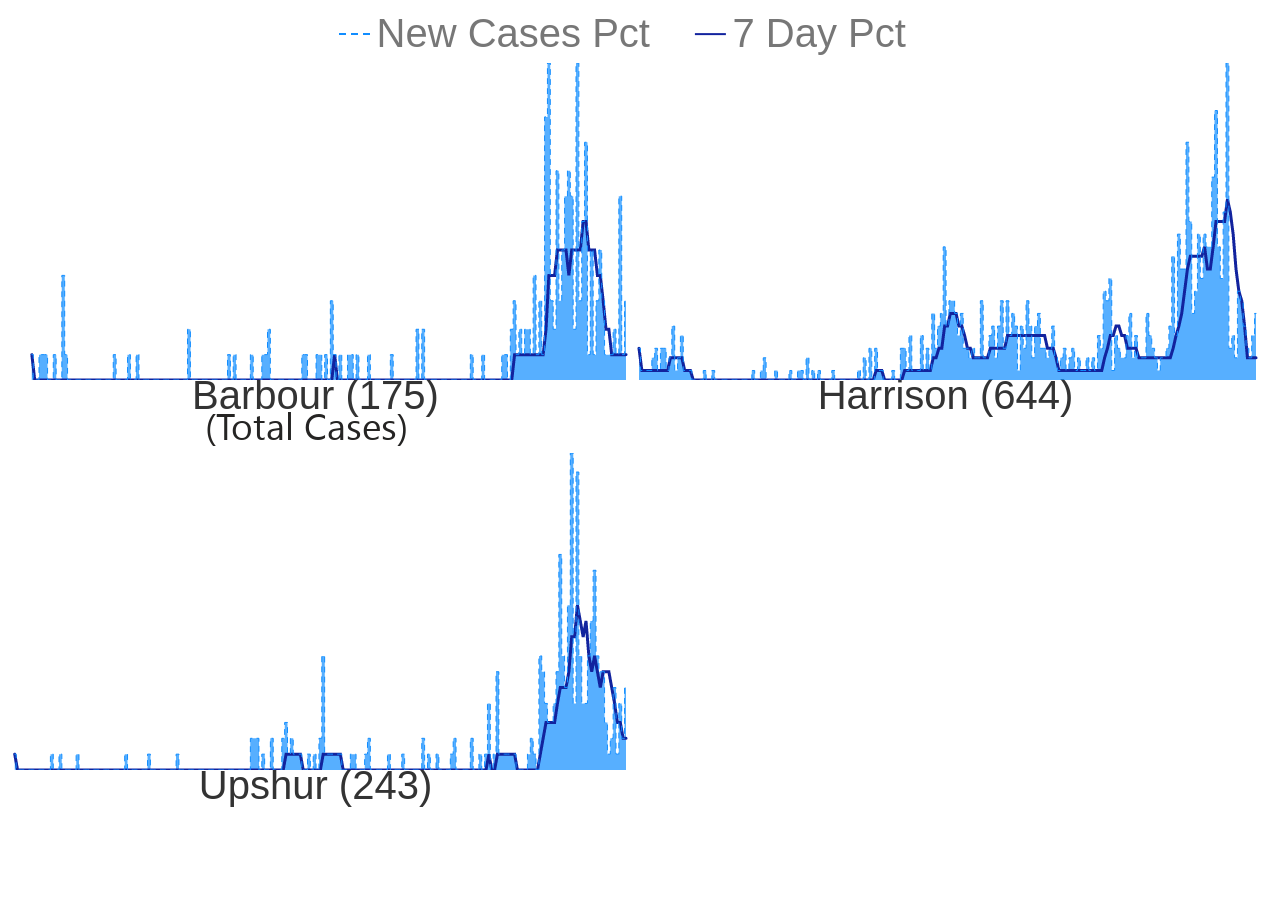 New Cases Pct 7 Day Pct
Barbour (175) Harrison (644)
(Total Cases)
Upshur (243)